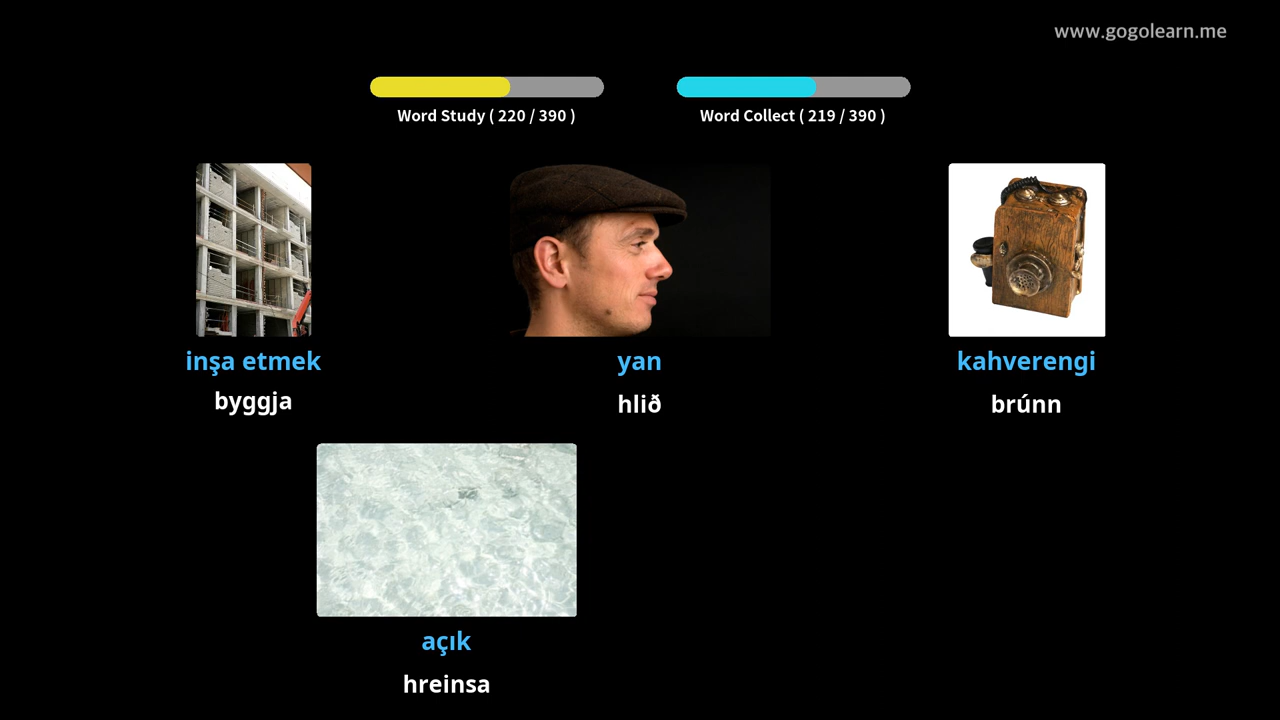 www.gogolearn.me
Word Study ( 220 / 390 )
Word Collect ( 219 / 390 )
inşa etmek
byggja
yan
hlið
kahverengi
brúnn
açık
hreinsa